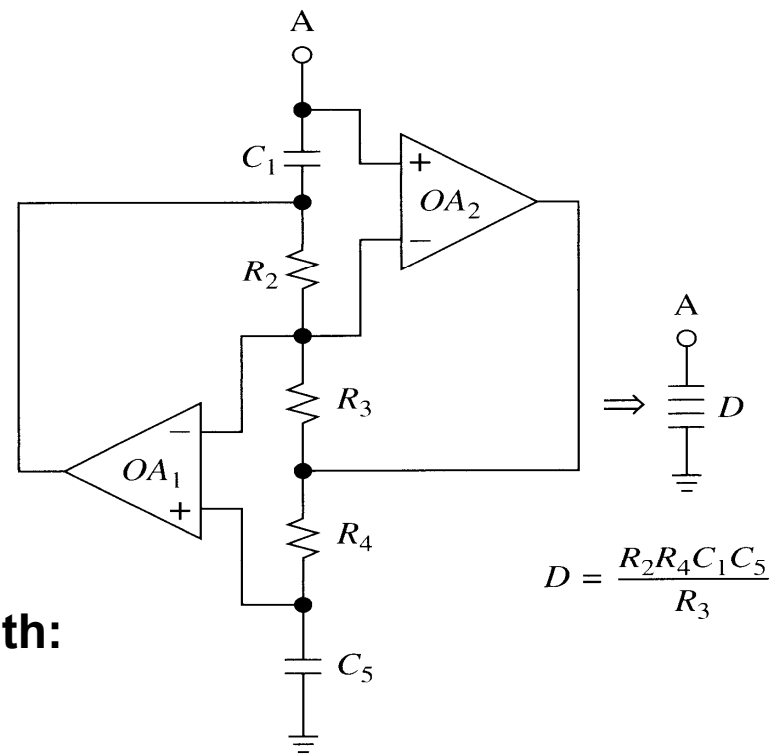 A
C1
+
OA2
−
R2
A
R3
⇒
D
−
OA1
+
R4
D = R2R4C1C5 / R3
th:
C5